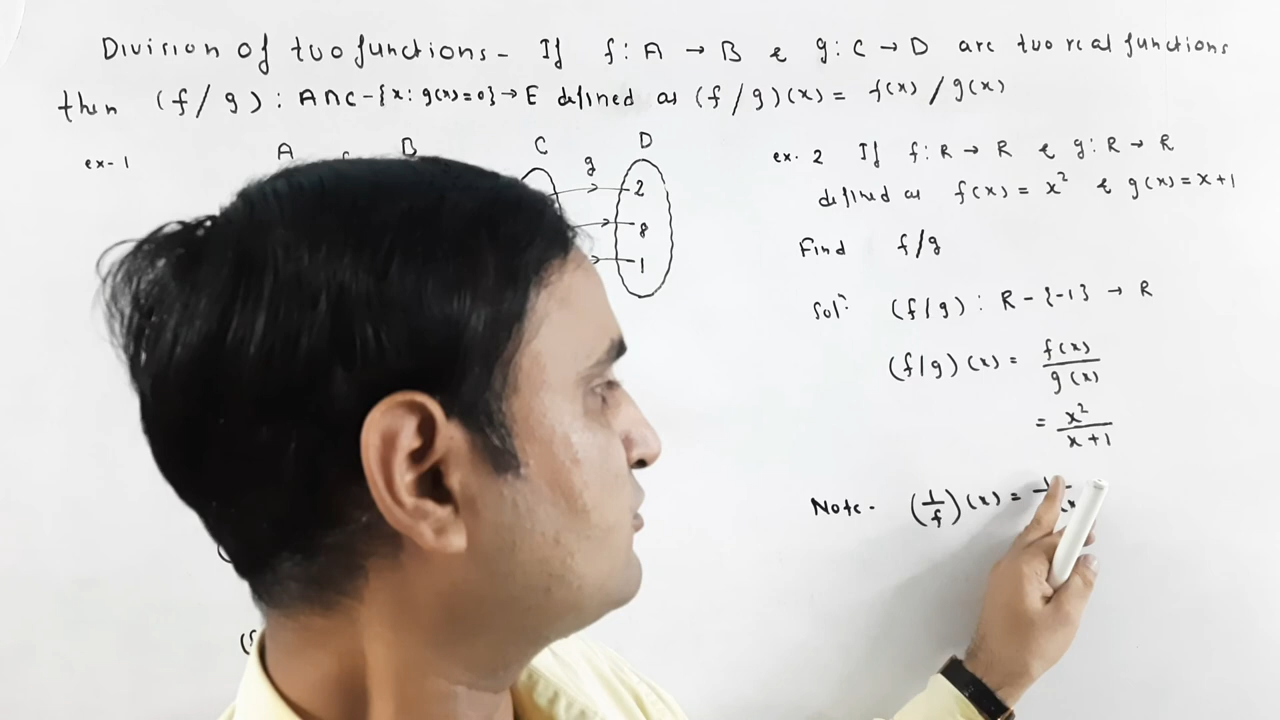 Division of two functions - If f : A → B & g : C → D are two real functions
then (f / g) : A∩C - {x : g(x) = 0} → E defined as (f / g)(x) = f(x) / g(x)
ex-1
A B
C D
g
2
8
1
ex. 2 If f : R → R & g : R → R
defined as f(x) = x² & g(x) = x+1
Find f/g
Solⁿ (f/g) : R - {-1} → R
(f/g)(x) = f(x)/g(x)
= x²/x+1
Note - (1/f)(x) =